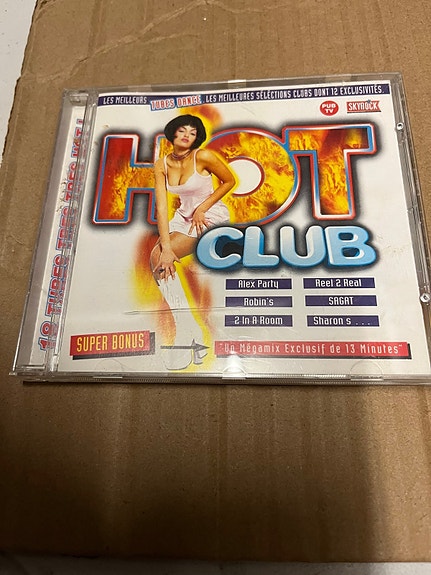 LES MEILLEURS TUBES DANCE, LES MEILLEURES SÉLECTIONS CLUBS DONT 12 EXCLUSIVITÉS.
PUB TV
SKYROCK
HOT
CLUB
Alex Party
Reel 2 Real
Robin's
SAGAT
2 In A Room
Sharon s . . .
SUPER BONUS
"Un Mégamix Exclusif de 13 Minutes"